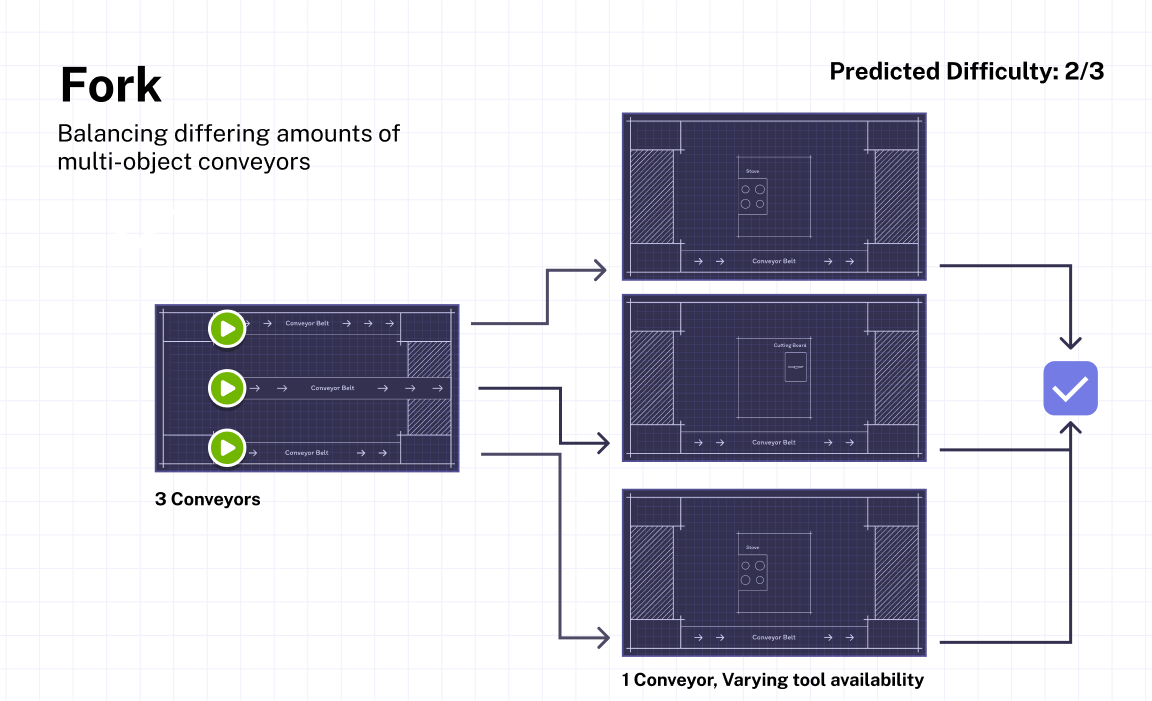 Fork
Predicted Difficulty: 2/3
Balancing differing amounts of
multi-object conveyors
Conveyor Belt
Conveyor Belt
Conveyor Belt
3 Conveyors
Stove
Conveyor Belt
Cutting Board
Conveyor Belt
Stove
Conveyor Belt
1 Conveyor, Varying tool availability